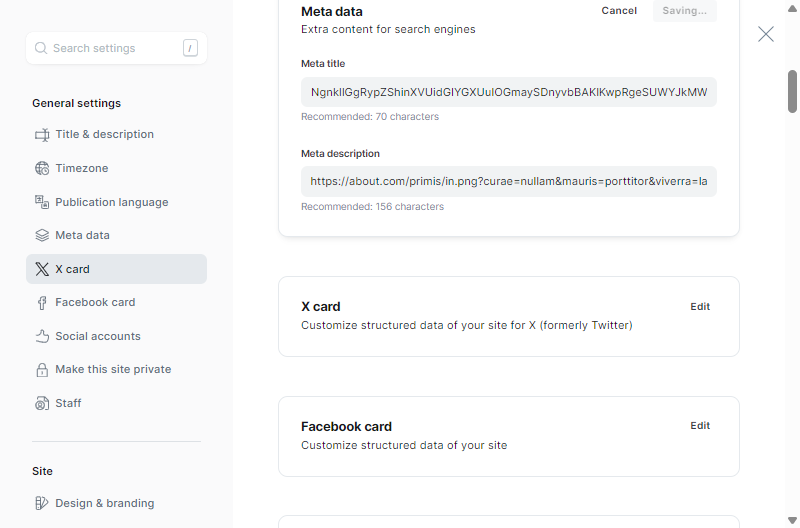 Search settings
/
General settings
Title & description
Timezone
Publication language
Meta data
X card
Facebook card
Social accounts
Make this site private
Staff
Site
Design & branding
Meta data
Cancel
Saving...
Extra content for search engines
Meta title
Recommended: 70 characters
Meta description
https://about.com/primis/in.png?curae=nullam&mauris=porttitor&viverra=la
Recommended: 156 characters
X card
Edit
Customize structured data of your site for X (formerly Twitter)
Facebook card
Edit
Customize structured data of your site